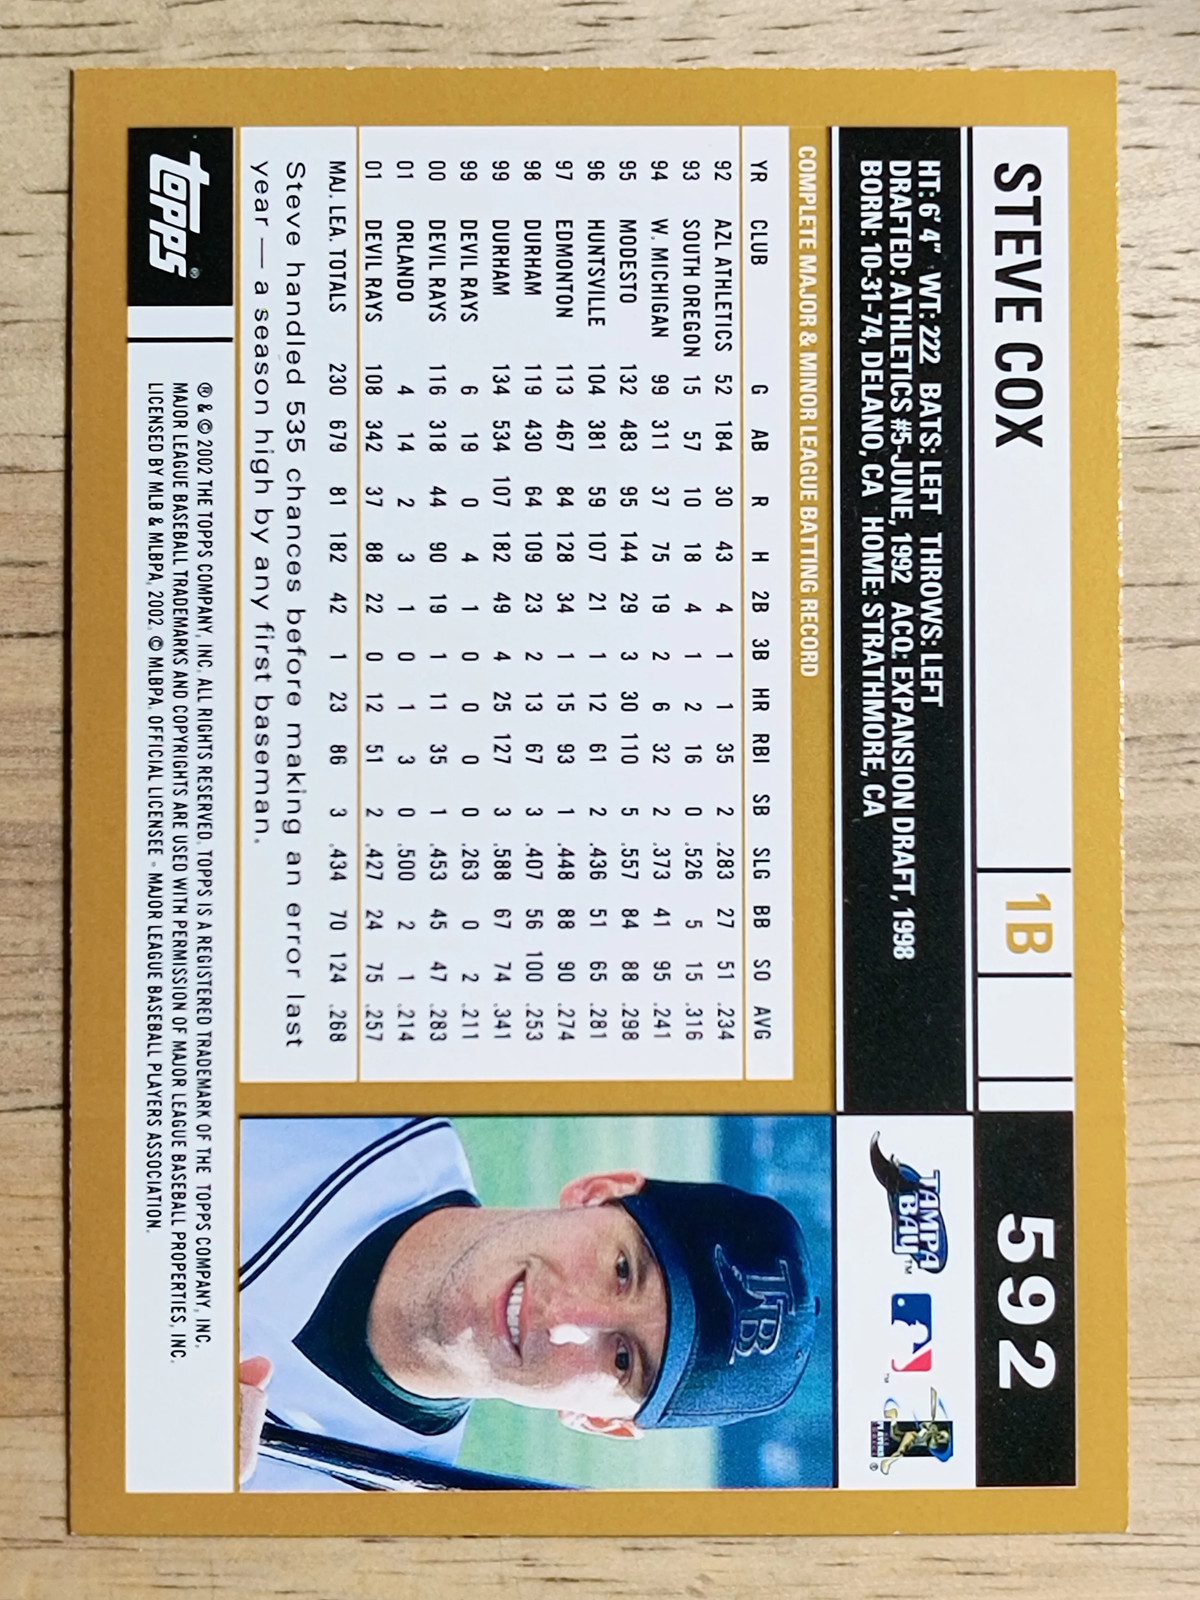 STEVE COX 1B 592
HT: 6' 4" WT: 222 BATS: LEFT THROWS: LEFT
DRAFTED: ATHLETICS #5-JUNE, 1992 ACQ: EXPANSION DRAFT, 1998
BORN: 10-31-74, DELANO, CA HOME: STRATHMORE, CA
TAMPA
BAY™
COMPLETE MAJOR & MINOR LEAGUE BATTING RECORD
YR CLUB G AB R H 2B 3B HR RBI SB SLG BB SO AVG
92 AZL ATHLETICS 52 184 30 43 4 1 1 35 2 .283 27 51 .234
93 SOUTH OREGON 15 57 10 18 4 1 2 16 0 .526 5 15 .316
94 W. MICHIGAN 99 311 37 75 19 2 6 32 2 .373 41 95 .241
95 MODESTO 132 483 95 144 29 3 30 110 5 .557 84 88 .298
96 HUNTSVILLE 104 381 59 107 21 1 12 61 2 .436 51 65 .281
97 EDMONTON 113 467 84 128 34 1 15 93 1 .448 88 90 .274
98 DURHAM 119 430 64 109 23 2 13 67 3 .407 56 100 .253
99 DURHAM 134 534 107 182 49 4 25 127 3 .588 67 74 .341
99 DEVIL RAYS 6 19 0 4 1 0 0 0 0 .263 0 2 .211
00 DEVIL RAYS 116 318 44 90 19 1 11 35 1 .453 45 47 .283
01 ORLANDO 4 14 2 3 1 0 1 3 0 .500 2 1 .214
01 DEVIL RAYS 108 342 37 88 22 0 12 51 2 .427 24 75 .257
MAJ. LEA. TOTALS 230 679 81 182 42 1 23 86 3 .434 70 124 .268
Steve handled 535 chances before making an error last
year — a season high by any first baseman.
TB
topps®
® & © 2002 THE TOPPS COMPANY, INC. ALL RIGHTS RESERVED. TOPPS IS A REGISTERED TRADEMARK OF THE TOPPS COMPANY, INC.
MAJOR LEAGUE BASEBALL TRADEMARKS AND COPYRIGHTS ARE USED WITH PERMISSION OF MAJOR LEAGUE BASEBALL PROPERTIES, INC.
LICENSED BY MLB & MLBPA, 2002. © MLBPA. OFFICIAL LICENSEE - MAJOR LEAGUE BASEBALL PLAYERS ASSOCIATION.